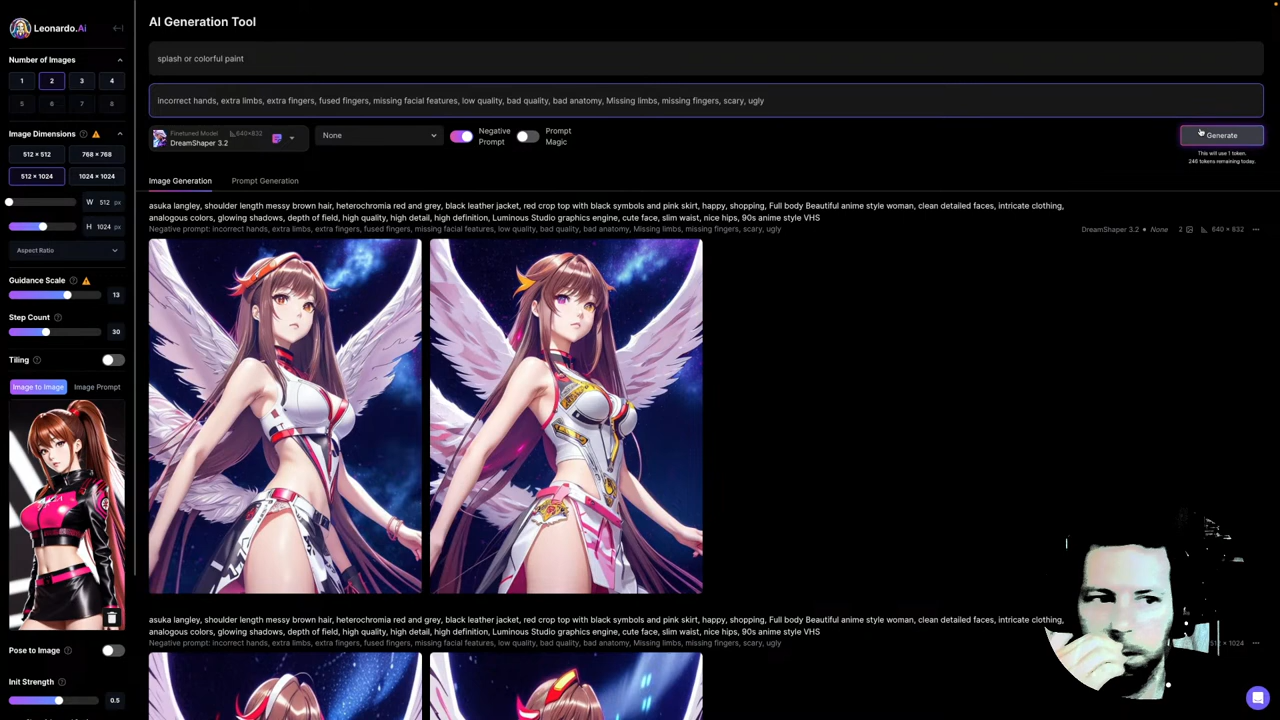 Leonardo.Ai
AI Generation Tool
Number of Images
1 2 3 4
5 6 7 8
Image Dimensions
512 × 512 768 × 768
512 × 1024 1024 × 1024
W 512 px
H 1024 px
Aspect Ratio
Guidance Scale
13
Step Count
30
Tiling
Image to Image Image Prompt
Pose to Image
Init Strength
0.5
splash or colorful paint
incorrect hands, extra limbs, extra fingers, fused fingers, missing facial features, low quality, bad quality, bad anatomy, Missing limbs, missing fingers, scary, ugly
Finetuned Model 640×832
DreamShaper 3.2
None
Negative Prompt
Prompt Magic
Generate
This will use 1 token.
246 tokens remaining today.
Image Generation Prompt Generation
asuka langley, shoulder length messy brown hair, heterochromia red and grey, black leather jacket, red crop top with black symbols and pink skirt, happy, shopping, Full body Beautiful anime style woman, clean detailed faces, intricate clothing,
analogous colors, glowing shadows, depth of field, high quality, high detail, high definition, Luminous Studio graphics engine, cute face, slim waist, nice hips, 90s anime style VHS
Negative prompt: incorrect hands, extra limbs, extra fingers, fused fingers, missing facial features, low quality, bad quality, bad anatomy, Missing limbs, missing fingers, scary, ugly
DreamShaper 3.2 • None 2 640 × 832
asuka langley, shoulder length messy brown hair, heterochromia red and grey, black leather jacket, red crop top with black symbols and pink skirt, happy, shopping, Full body Beautiful anime style woman, clean detailed faces, intricate clothing,
analogous colors, glowing shadows, depth of field, high quality, high detail, high definition, Luminous Studio graphics engine, cute face, slim waist, nice hips, 90s anime style VHS
Negative prompt: incorrect hands, extra limbs, extra fingers, fused fingers, missing facial features, low quality, bad quality, bad anatomy, Missing limbs, missing fingers, scary, ugly
× 1024